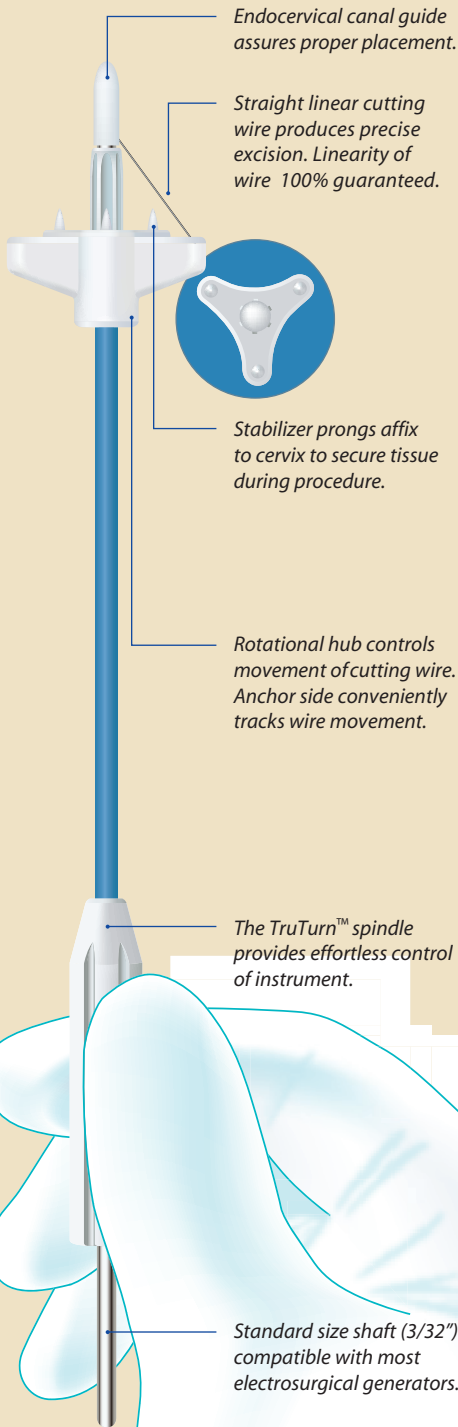 Endocervical canal guide
assures proper placement.
Straight linear cutting
wire produces precise
excision. Linearity of
wire 100% guaranteed.
Stabilizer prongs affix
to cervix to secure tissue
during procedure.
Rotational hub controls
movement of cutting wire.
Anchor side conveniently
tracks wire movement.
The TruTurn™ spindle
provides effortless control
of instrument.
Standard size shaft (3/32”)
compatible with most
electrosurgical generators.